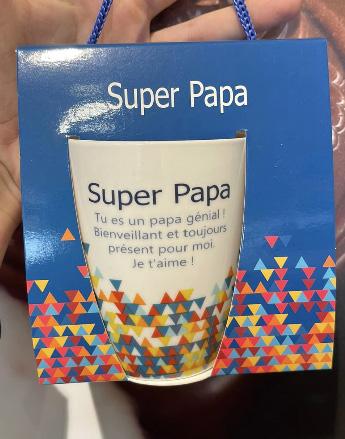 Super Papa
Super Papa
Tu es un papa génial !
Bienveillant et toujours
présent pour moi.
Je t'aime !